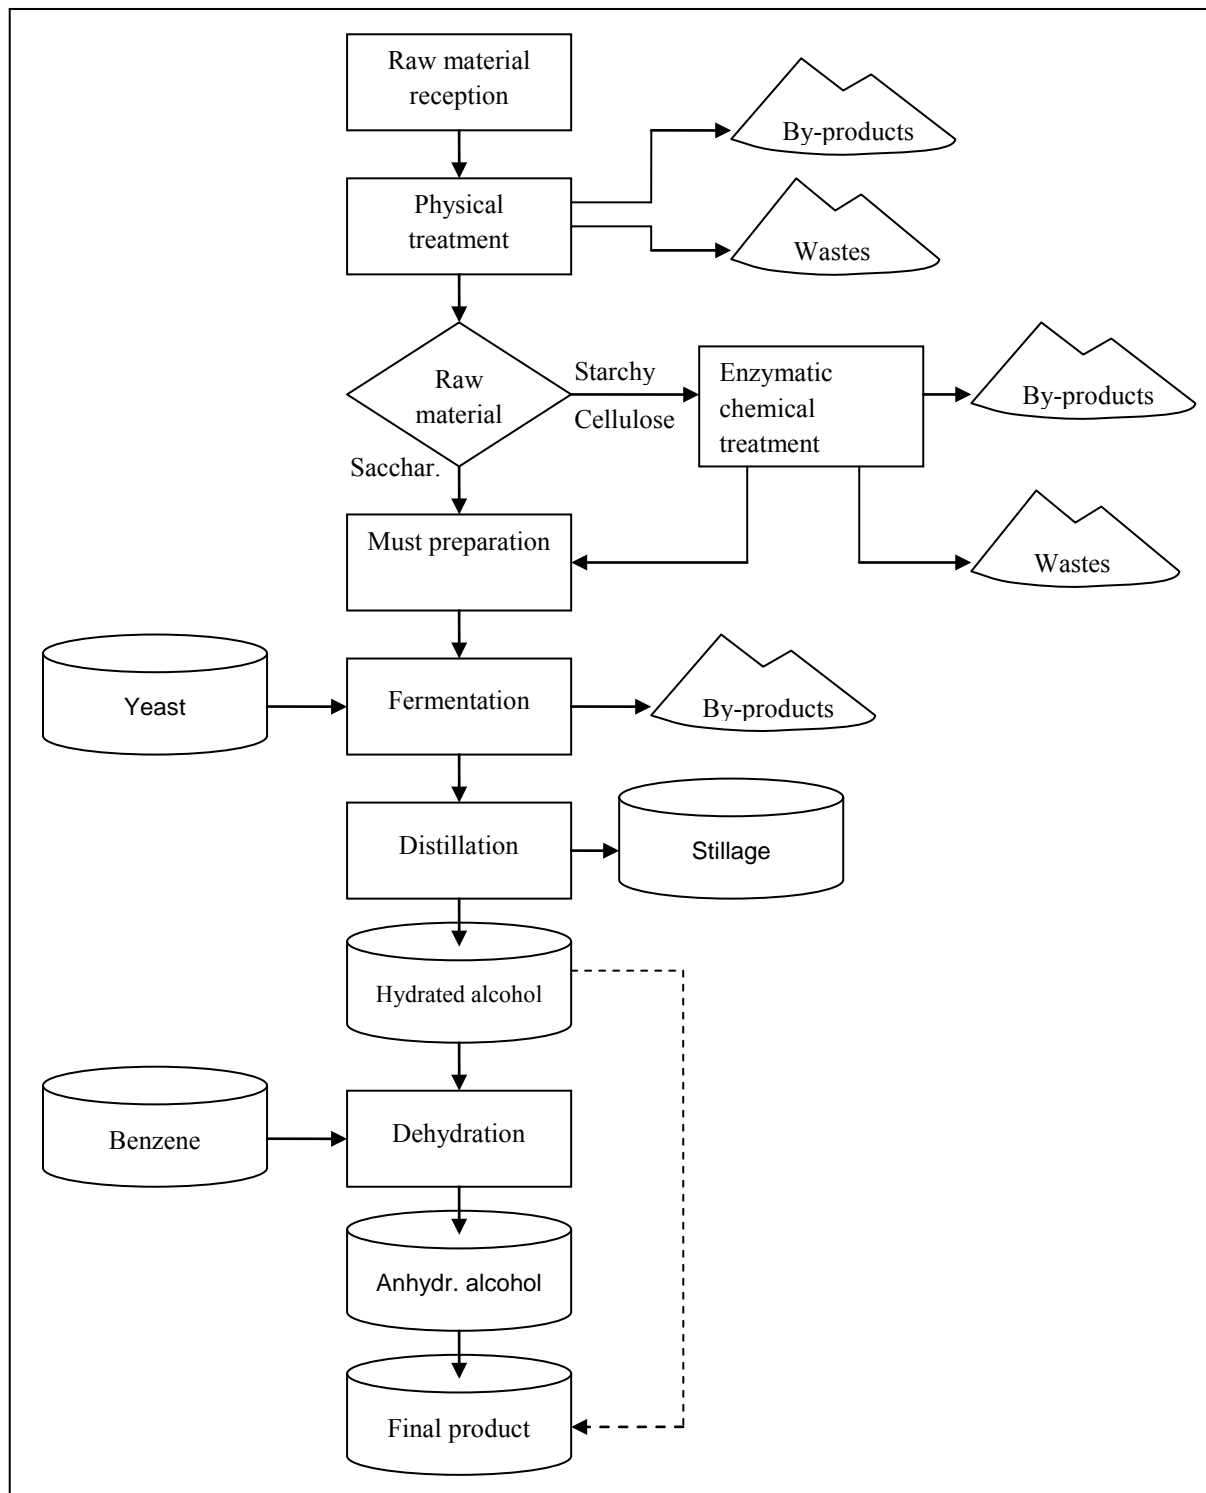 Raw material
reception
By-products
Physical
treatment
Wastes
Raw
material
Starchy
Cellulose
Enzymatic
chemical
treatment
By-products
Sacchar.
Must preparation
Wastes
Yeast
Fermentation
By-products
Distillation
Stillage
Hydrated alcohol
Benzene
Dehydration
Anhydr. alcohol
Final product